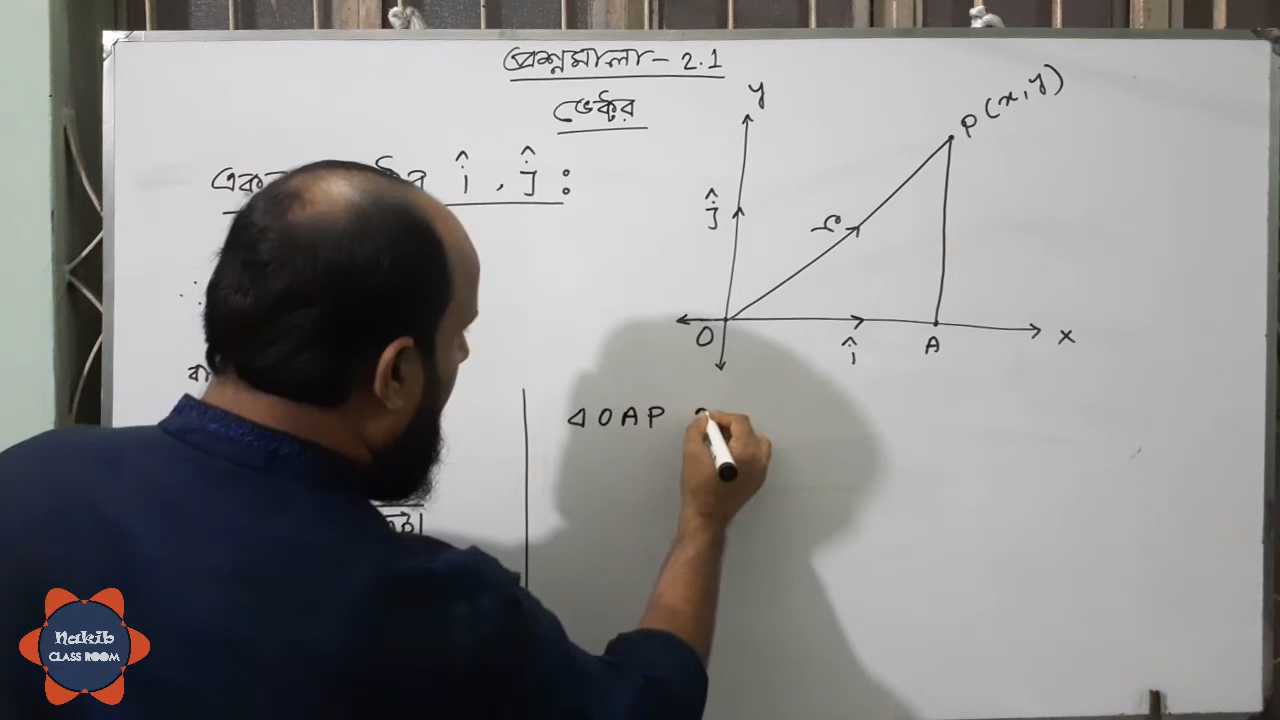 প্রশ্নমালা - 2.1
ভেক্টর
î , ĵ :
y
P (x, y)
ĵ
r
O
î
A
x
∆ OAP
Nakib
CLASS ROOM